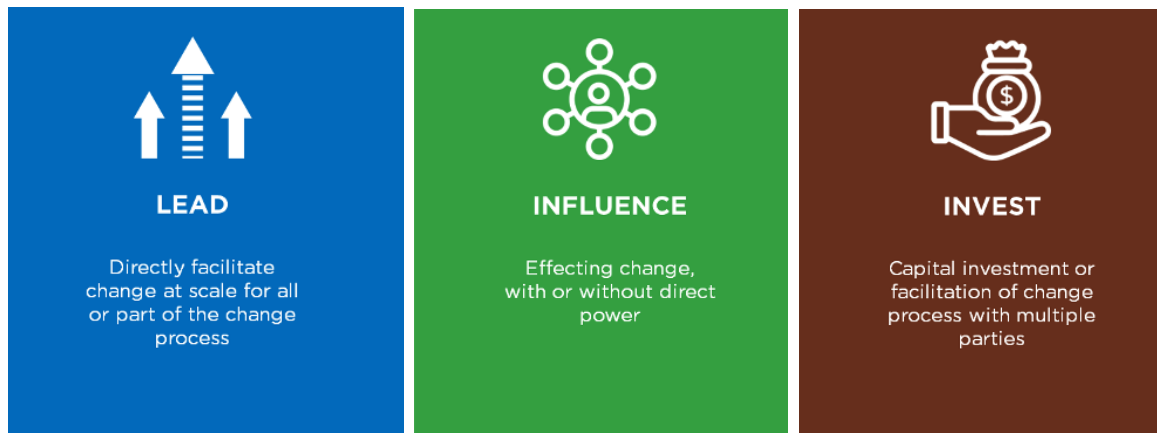 LEAD
Directly facilitate
change at scale for all
or part of the change
process
INFLUENCE
Effecting change,
with or without direct
power
$
INVEST
Capital investment or
facilitation of change
process with multiple
parties